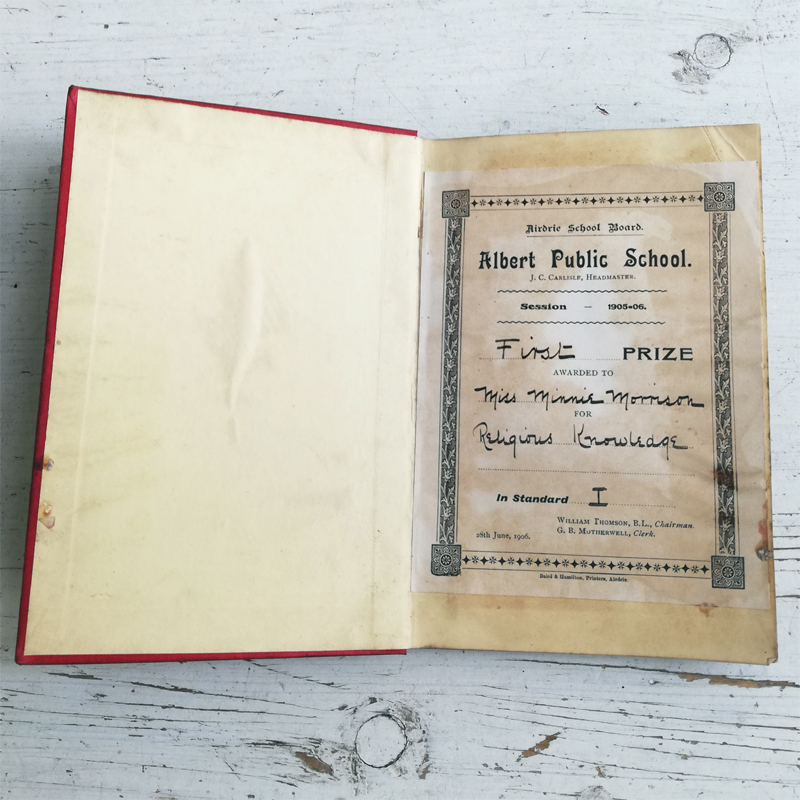 Airdrie School Board.
Albert Public School.
J. C. Carlisle, Headmaster.
Session — 1905-06.
First PRIZE
AWARDED TO
Miss Minnie Morrison
FOR
Religious Knowledge
In Standard I
William Thomson, B.L., Chairman.
G. B. Motherwell, Clerk.
28th June, 1906.
Baird & Hamilton, Printers, Airdrie.